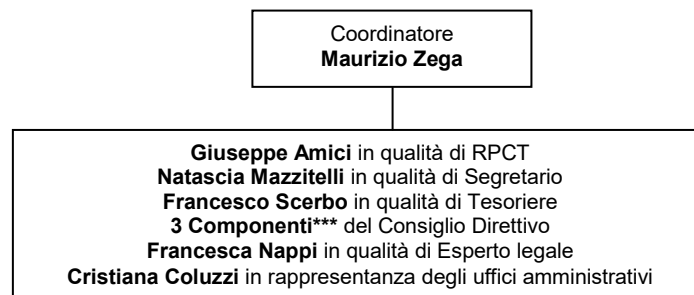 Coordinatore
Maurizio Zega
Giuseppe Amici in qualità di RPCT
Natascia Mazzitelli in qualità di Segretario
Francesco Scerbo in qualità di Tesoriere
3 Componenti*** del Consiglio Direttivo
Francesca Nappi in qualità di Esperto legale
Cristiana Coluzzi in rappresentanza degli uffici amministrativi